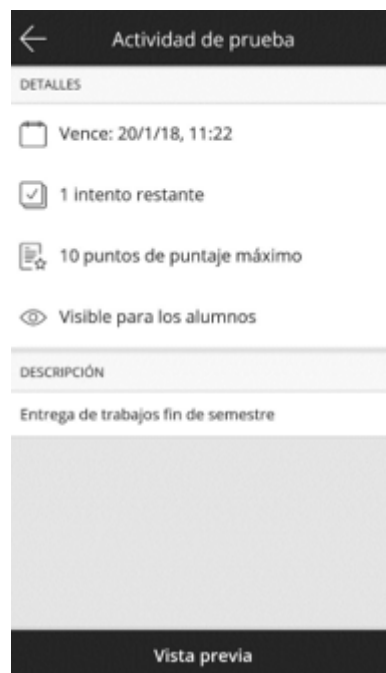 Actividad de prueba
DETALLES
Vence: 20/1/18, 11:22
1 intento restante
10 puntos de puntaje máximo
Visible para los alumnos
DESCRIPCIÓN
Entrega de trabajos fin de semestre
Vista previa